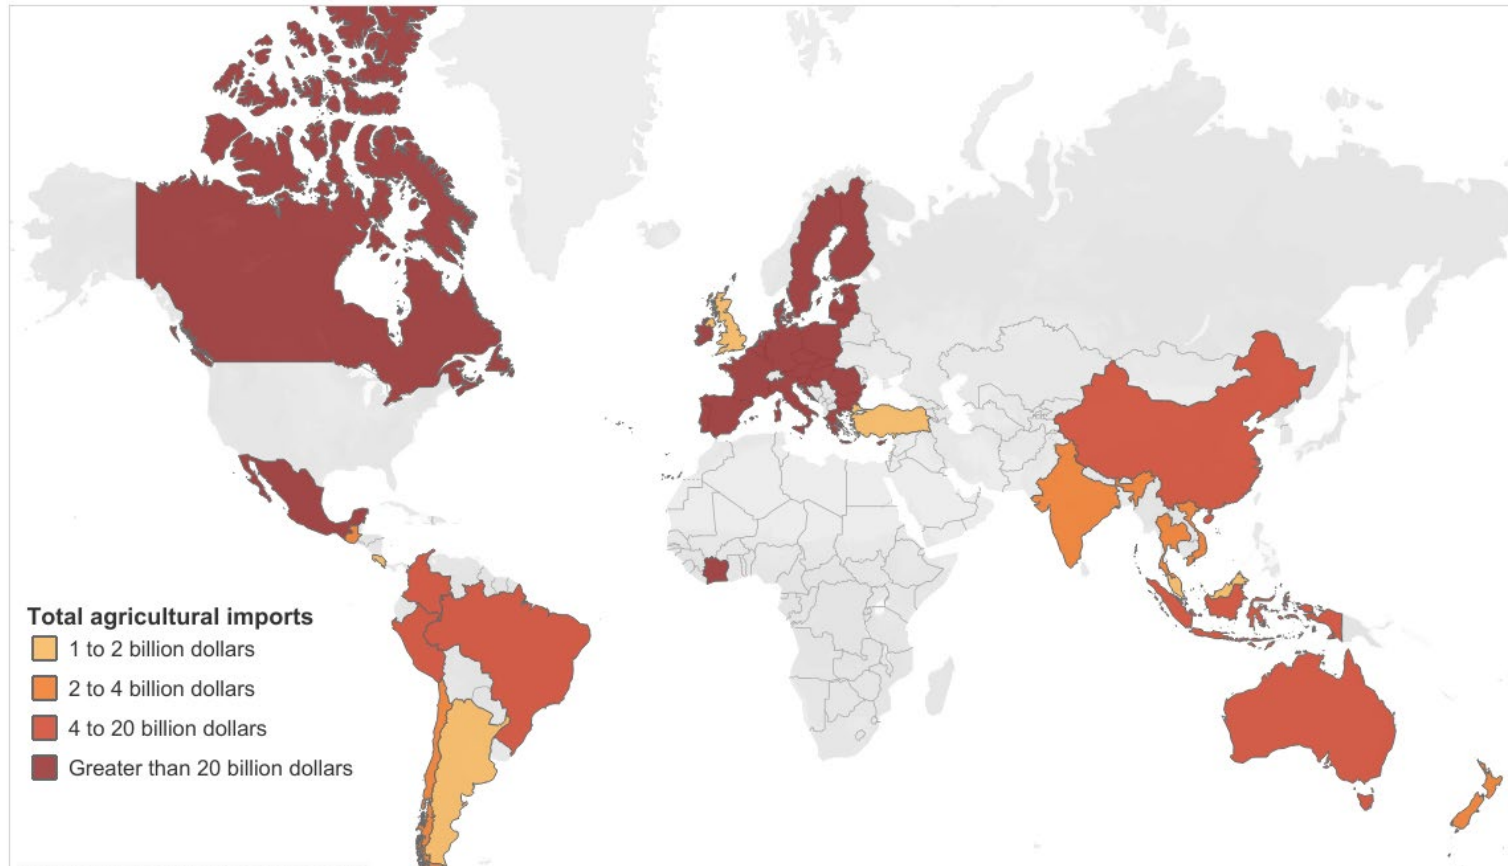 Total agricultural imports
1 to 2 billion dollars
2 to 4 billion dollars
4 to 20 billion dollars
Greater than 20 billion dollars